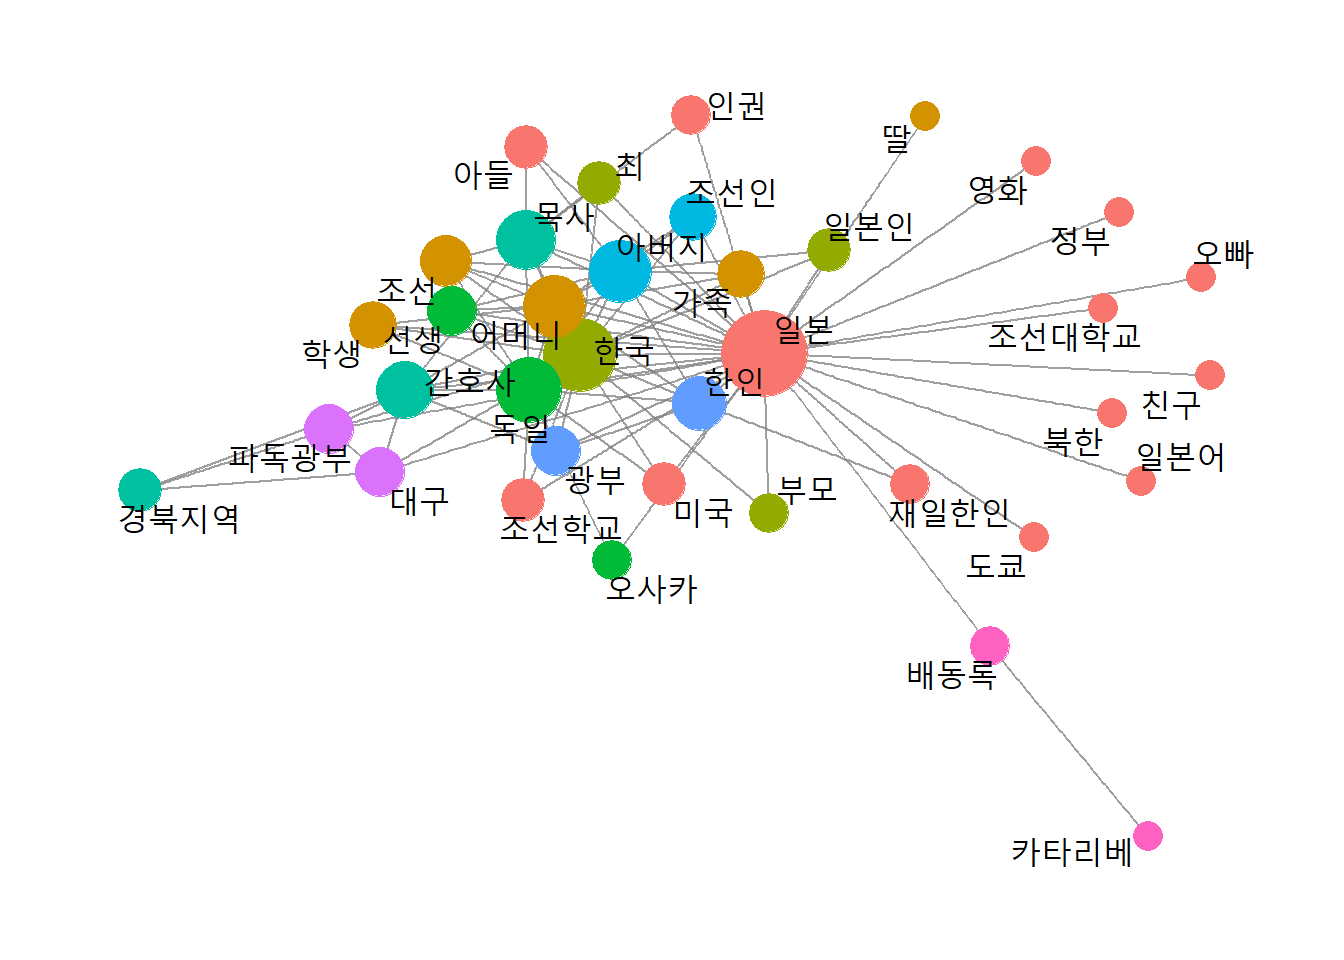 인권
딸
최
아들
영화
조선인
목사
일본인
정부
아버지
오빠
조선
가족
일본
어머니
조선대학교
선생
학생
한국
간호사
한인
친구
독일
북한
파독광부
일본어
광부
부모
대구
미국
재일한인
경북지역
조선학교
도쿄
오사카
배동록
카타리베